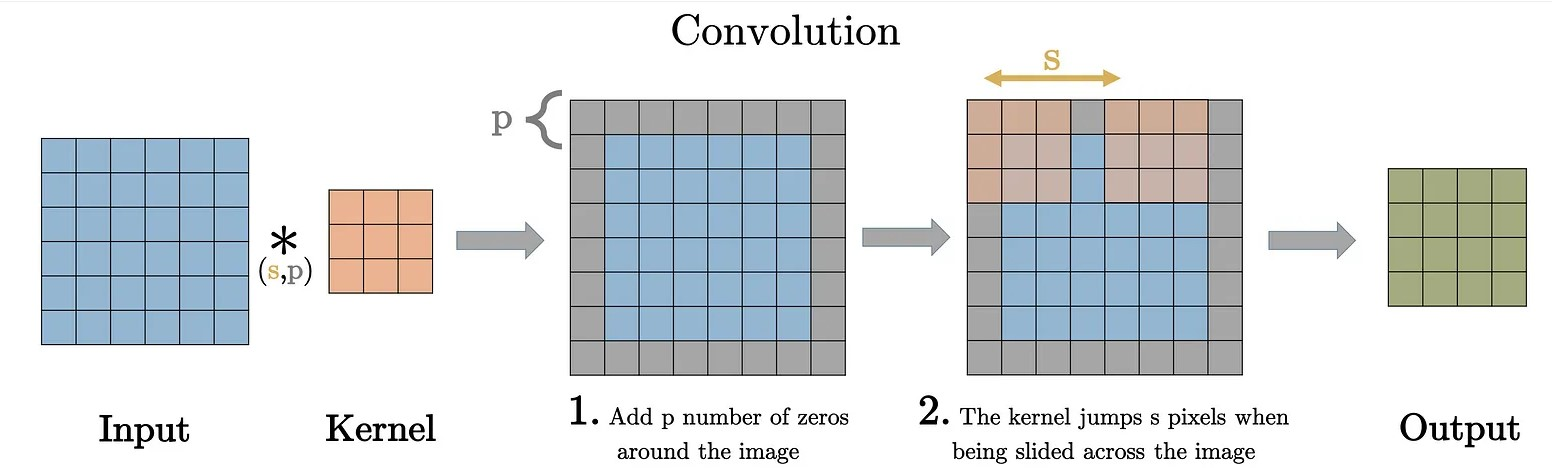 Convolution
s
p
*
(s,p)
Input
Kernel
1. Add p number of zeros
around the image
2. The kernel jumps s pixels when
being slided across the image
Output